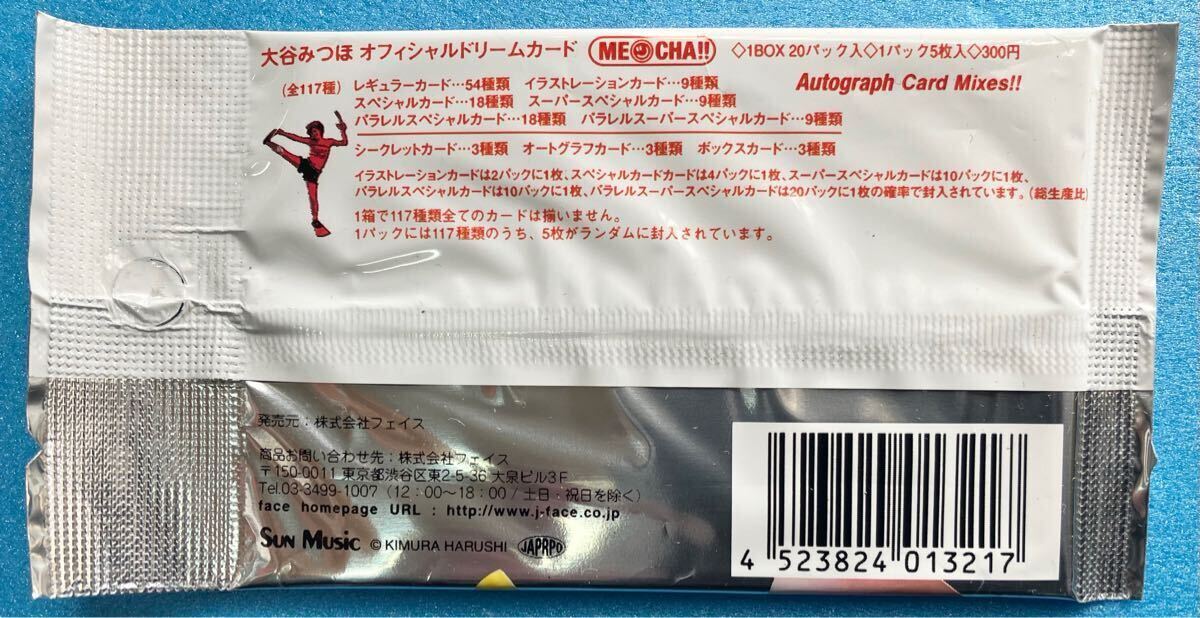 大谷みつほ オフィシャルドリームカード ME CHA!! ◇1BOX 20パック入◇1パック5枚入◇300円
(全117種) レギュラーカード…54種類 イラストレーションカード…9種類 Autograph Card Mixes!!
スペシャルカード…18種類 スーパースペシャルカード…9種類
パラレルスペシャルカード…18種類 パラレルスーパースペシャルカード…9種類
シークレットカード…3種類 オートグラフカード…3種類 ボックスカード…3種類
イラストレーションカードは2パックに1枚、スペシャルカードカードは4パックに1枚、スーパースペシャルカードは10パックに1枚、
パラレルスペシャルカードは10パックに1枚、パラレルスーパースペシャルカードは20パックに1枚の確率で封入されています。(総生産比)
1箱で117種類全てのカードは揃いません。
1パックには117種類のうち、5枚がランダムに封入されています。
発売元：株式会社フェイス
商品お問い合わせ先：株式会社フェイス
〒150-0011 東京都渋谷区東2-5-36 大泉ビル3F
Tel.03-3499-1007 (12:00〜18:00/土日・祝日を除く)
face homepage URL : http://www.j-face.co.jp
SUN MUSIC ©KIMURA HARUSHI JAPRPO
4 523824 013217